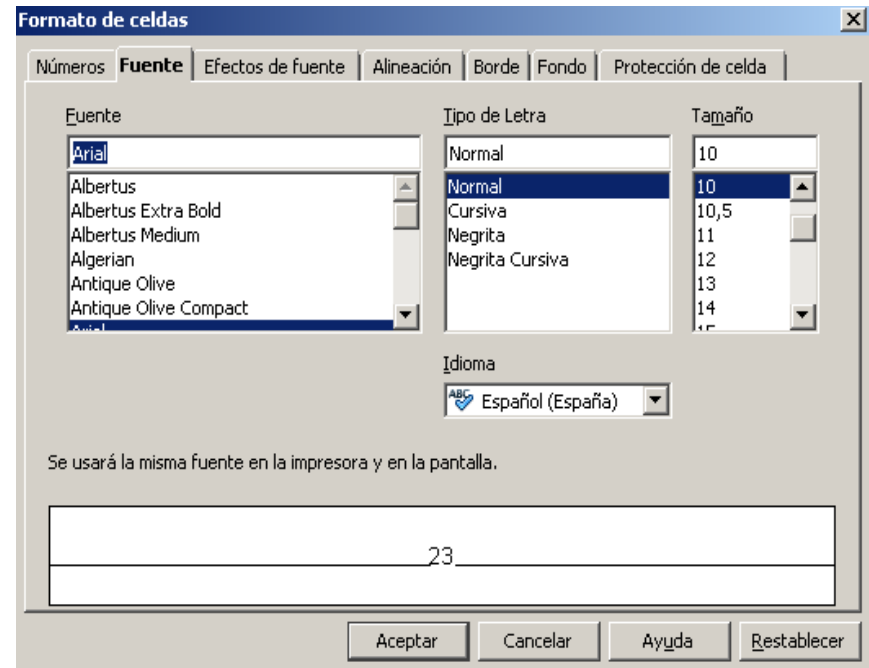 Formato de celdas
Números Fuente Efectos de fuente Alineación Borde Fondo Protección de celda
Fuente Tipo de Letra Tamaño
Arial Normal 10
Albertus Normal 10
Albertus Extra Bold Cursiva 10,5
Albertus Medium Negrita 11
Algerian Negrita Cursiva 12
Antique Olive 13
Antique Olive Compact 14
Arial 15
Idioma
ABC Español (España)
Se usará la misma fuente en la impresora y en la pantalla.
23
Aceptar Cancelar Ayuda Restablecer